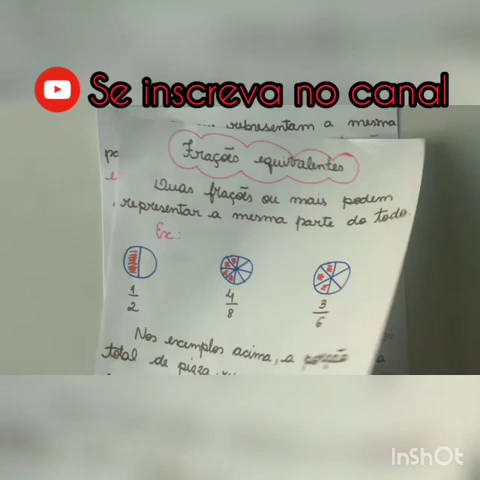 Se inscreva no canal
representam a mesma
Frações equivalentes
Duas frações ou mais podem
representar a mesma parte do todo.
Ex:
1/2 4/8 3/6
Nos exemplos acima, a porção
total de pizza,
InShOt